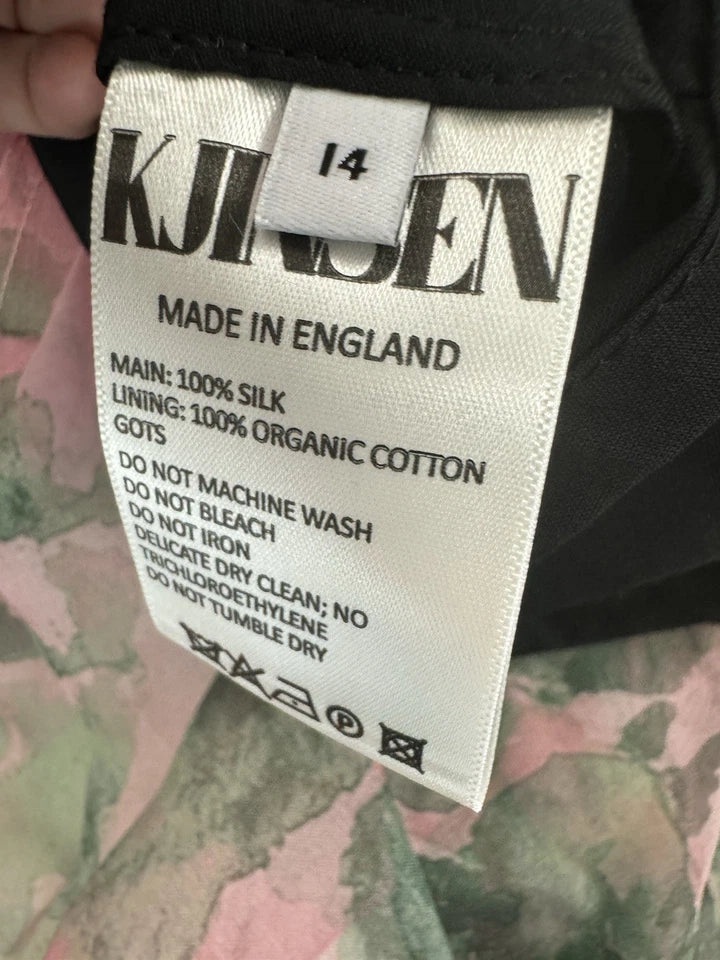 14
KJINSEN
MADE IN ENGLAND
MAIN: 100% SILK
LINING: 100% ORGANiC COTTON
GOTS
DO NOT MACHINE WASH
DO NOT BLEACH
DO NOT IRON
DELICATE DRY CLEAN; NO
TRICHLOROETHYLENE
DO NOT TUMBLE DRY
P